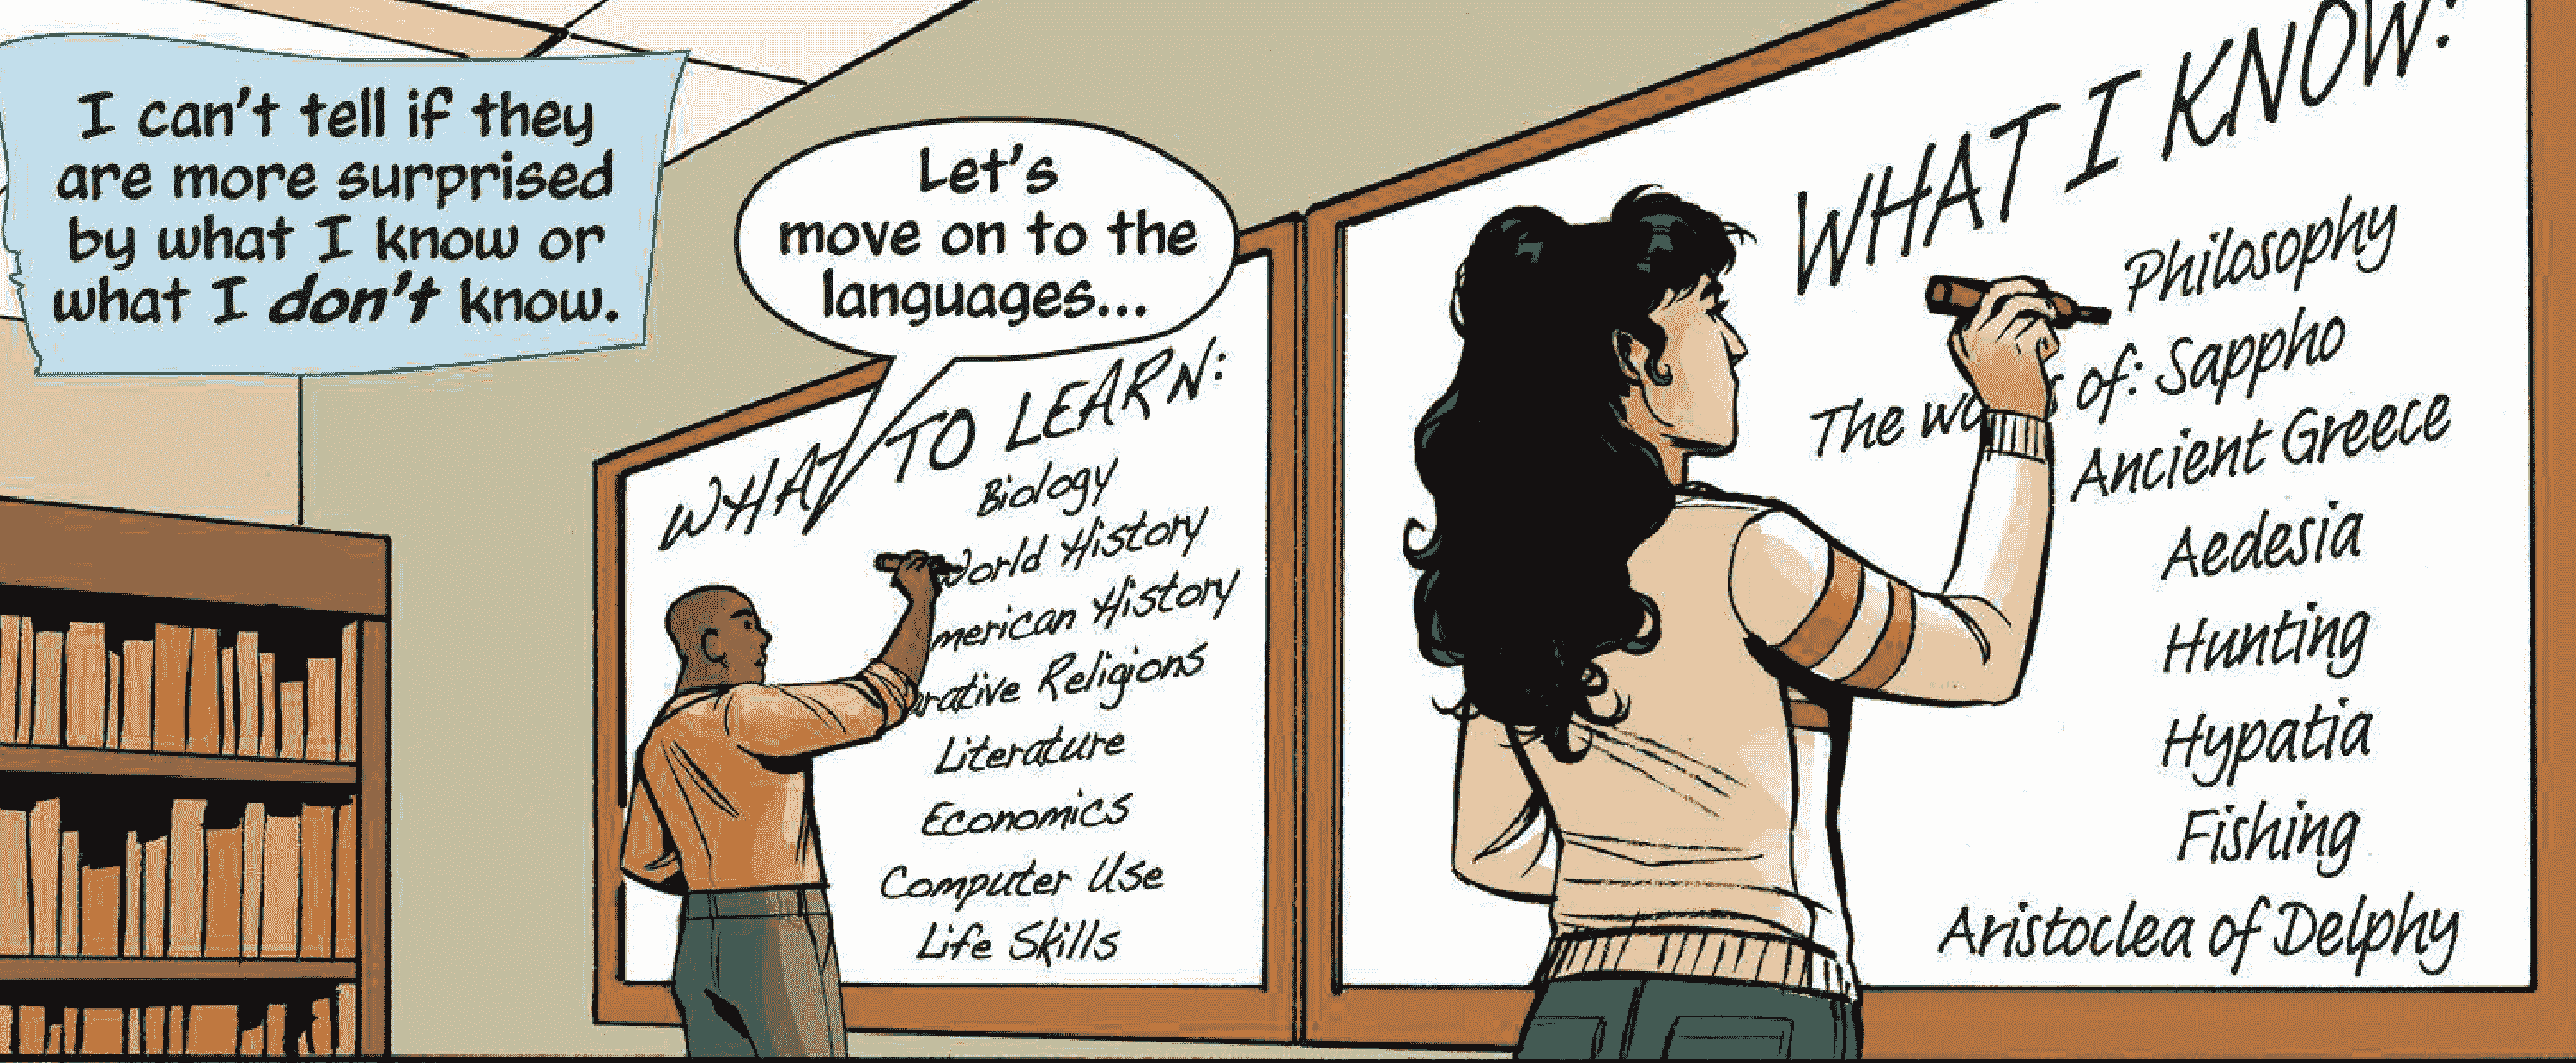 I can't tell if they
are more surprised
by what I know or
what I don't know.
Let's
move on to the
languages...
WHAT TO LEARN:
Biology
World History
merican History
rative Religions
Literature
Economics
Computer Use
Life Skills
WHAT I KNOW:
Philosophy
The wo s of: Sappho
Ancient Greece
Aedesia
Hunting
Hypatia
Fishing
Aristoclea of Delphy